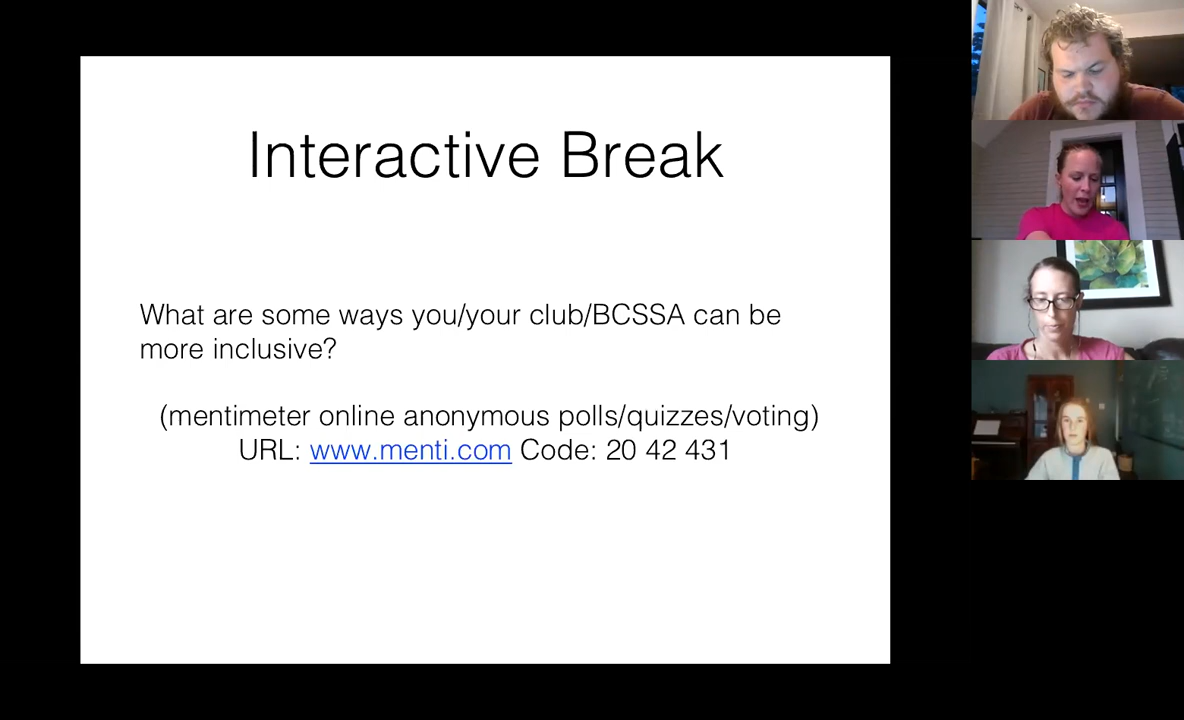 Interactive Break
What are some ways you/your club/BCSSA can be
more inclusive?
(mentimeter online anonymous polls/quizzes/voting)
URL: www.menti.com Code: 20 42 431